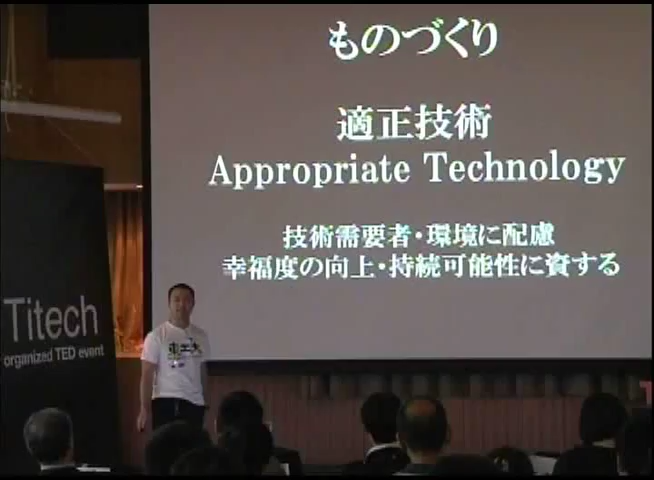 ものづくり
適正技術
Appropriate Technology
技術需要者・環境に配慮
幸福度の向上・持続可能性に資する
Titech
organized TED event